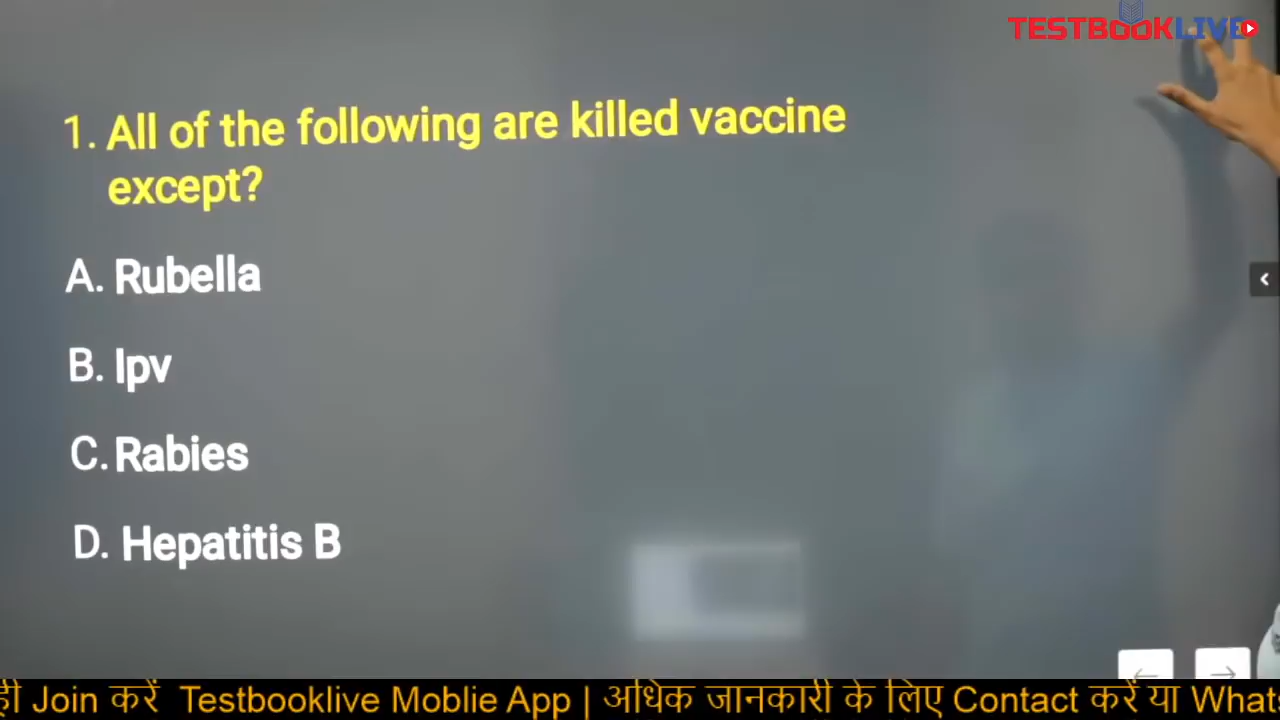 TESTBOOKLIVE
1. All of the following are killed vaccine
except?
A. Rubella
B. Ipv
C. Rabies
D. Hepatitis B
ही Join करें Testbooklive Moblie App | अधिक जानकारी के लिए Contact करें या Whats